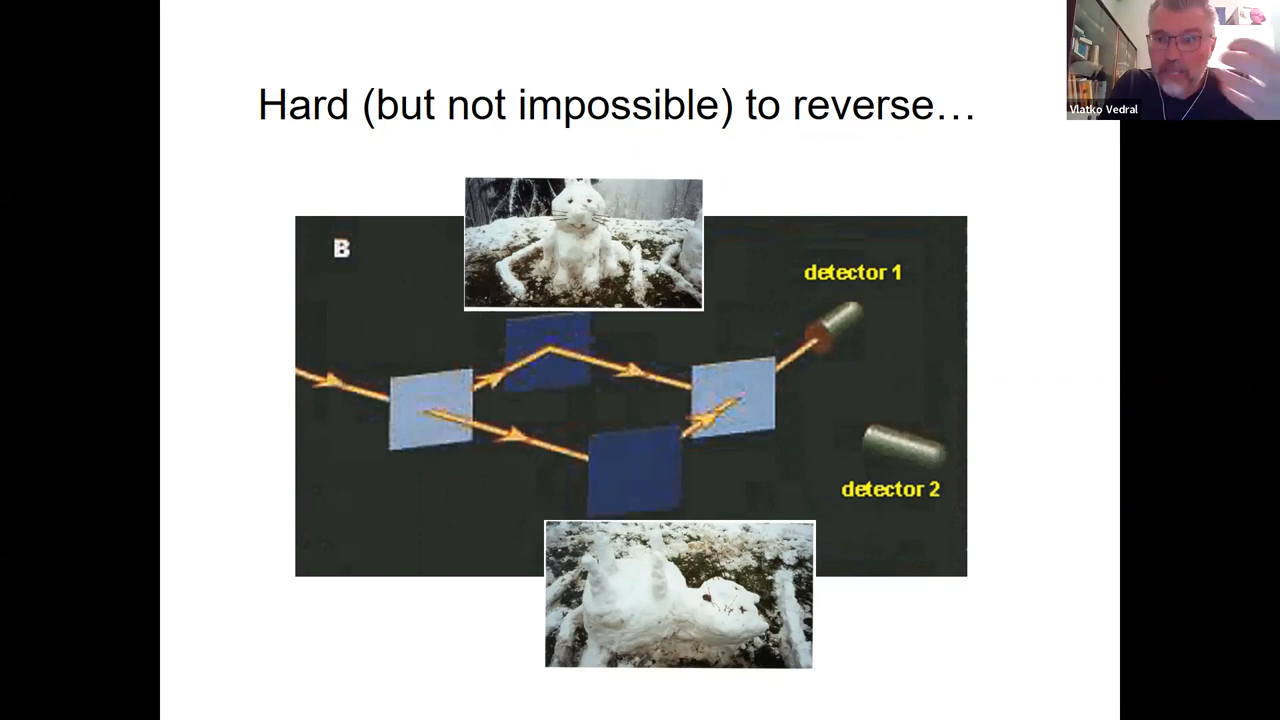 Vlatko Vedral
Hard (but not impossible) to reverse…
B
detector 1
detector 2